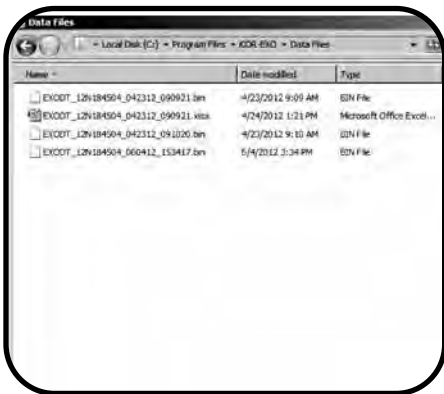 Data Files
Local Disk (C:) Program Files KOR-EXO Data Files
Name Date modified Type
EXODT_12N184504_042312_090921.bin 4/23/2012 9:09 AM BIN File
EXODT_12N184504_042312_090921.xlsx 4/24/2012 1:21 PM Microsoft Office Excel...
EXODT_12N184504_042312_091020.bin 4/23/2012 9:10 AM BIN File
EXODT_12N184504_060412_153417.bin 6/4/2012 3:34 PM BIN File